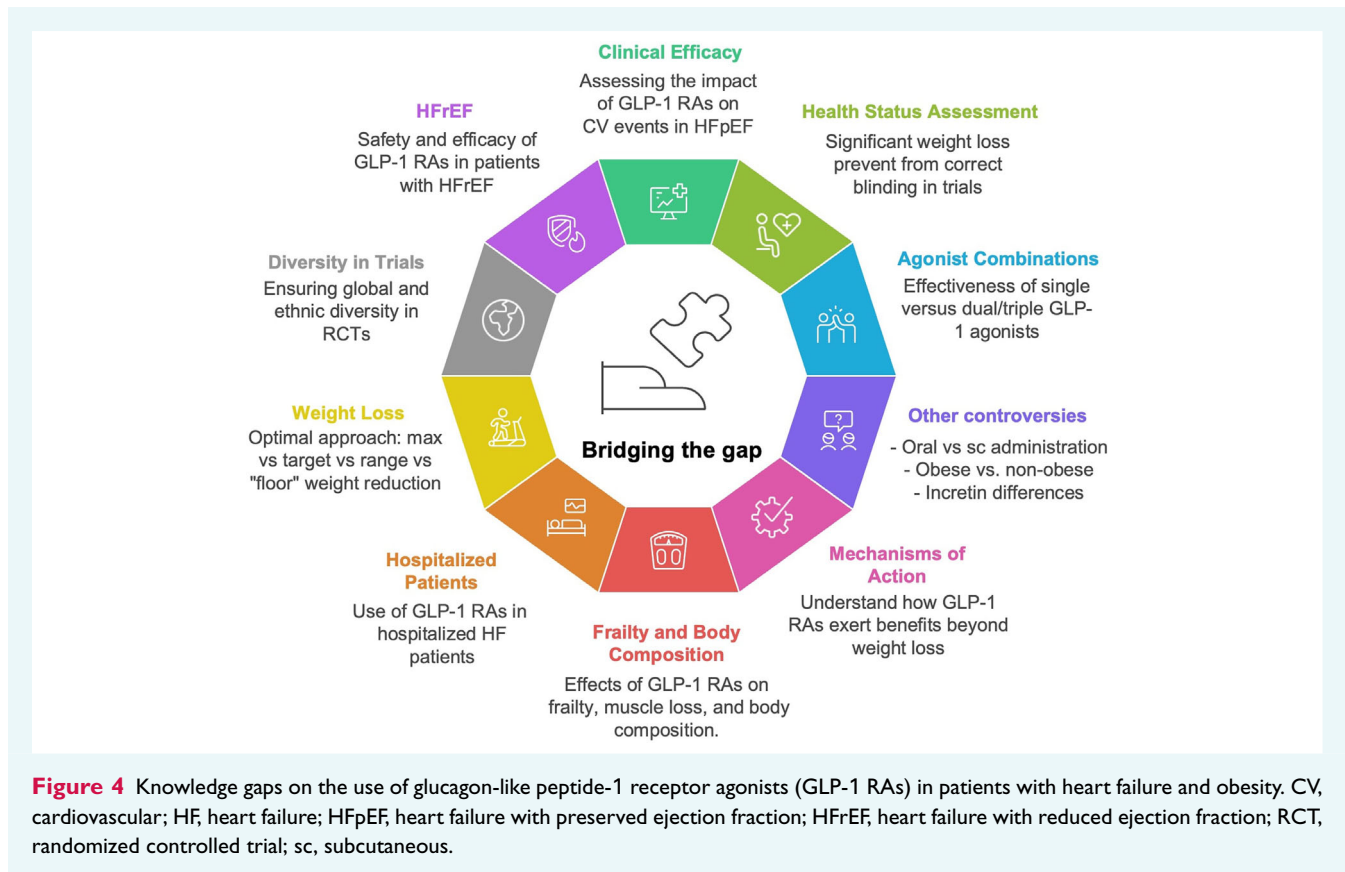 Clinical Efficacy
Assessing the impact
of GLP-1 RAs on
CV events in HFpEF
Health Status Assessment
Significant weight loss
prevent from correct
blinding in trials
Agonist Combinations
Effectiveness of single
versus dual/triple GLP-
1 agonists
Other controversies
- Oral vs sc administration
- Obese vs. non-obese
- Incretin differences
Mechanisms of
Action
Understand how GLP-1
RAs exert benefits beyond
weight loss
Frailty and Body
Composition
Effects of GLP-1 RAs on
frailty, muscle loss, and body
composition.
Hospitalized
Patients
Use of GLP-1 RAs in
hospitalized HF
patients
Weight Loss
Optimal approach: max
vs target vs range vs
"floor" weight reduction
Diversity in Trials
Ensuring global and
ethnic diversity in
RCTs
HFrEF
Safety and efficacy of
GLP-1 RAs in patients
with HFrEF
?
Bridging the gap
Figure 4 Knowledge gaps on the use of glucagon-like peptide-1 receptor agonists (GLP-1 RAs) in patients with heart failure and obesity. CV,
cardiovascular; HF, heart failure; HFpEF, heart failure with preserved ejection fraction; HFrEF, heart failure with reduced ejection fraction; RCT,
randomized controlled trial; sc, subcutaneous.